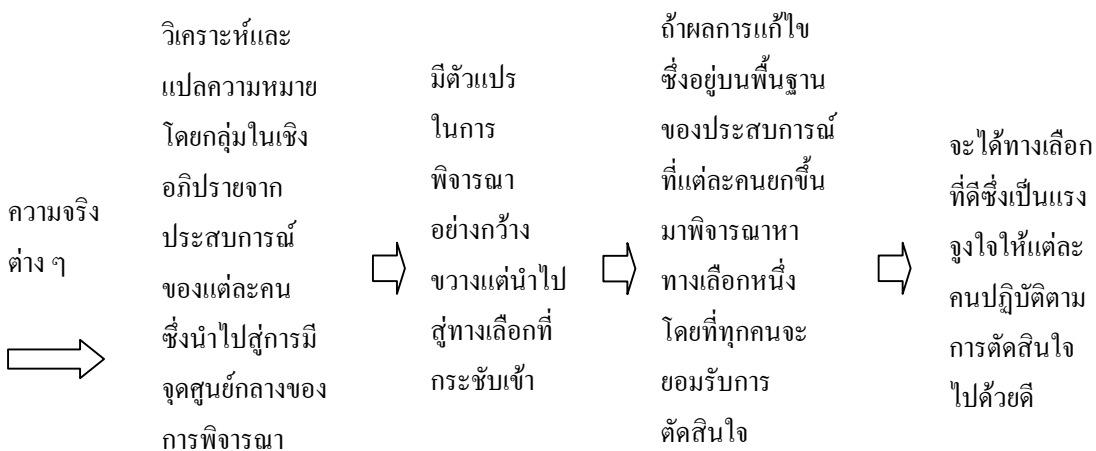 ความจริง
ต่าง ๆ
วิเคราะห์และ
แปลความหมาย
โดยกลุ่มในเชิง
อภิปรายจาก
ประสบการณ์
ของแต่ละคน
ซึ่งนำไปสู่การมี
จุดศูนย์กลางของ
การพิจารณา
มีตัวแปร
ในการ
พิจารณา
อย่างกว้าง
ขวางแต่นำไป
สู่ทางเลือกที่
กระชับเข้า
ถ้าผลการแก้ไข
ซึ่งอยู่บนพื้นฐาน
ของประสบการณ์
ที่แต่ละคนยกขึ้น
มาพิจารณาหา
ทางเลือกหนึ่ง
โดยที่ทุกคนจะ
ยอมรับการ
ตัดสินใจ
จะได้ทางเลือก
ที่ดีซึ่งเป็นแรง
จูงใจให้แต่ละ
คนปฏิบัติตาม
การตัดสินใจ
ไปด้วยดี